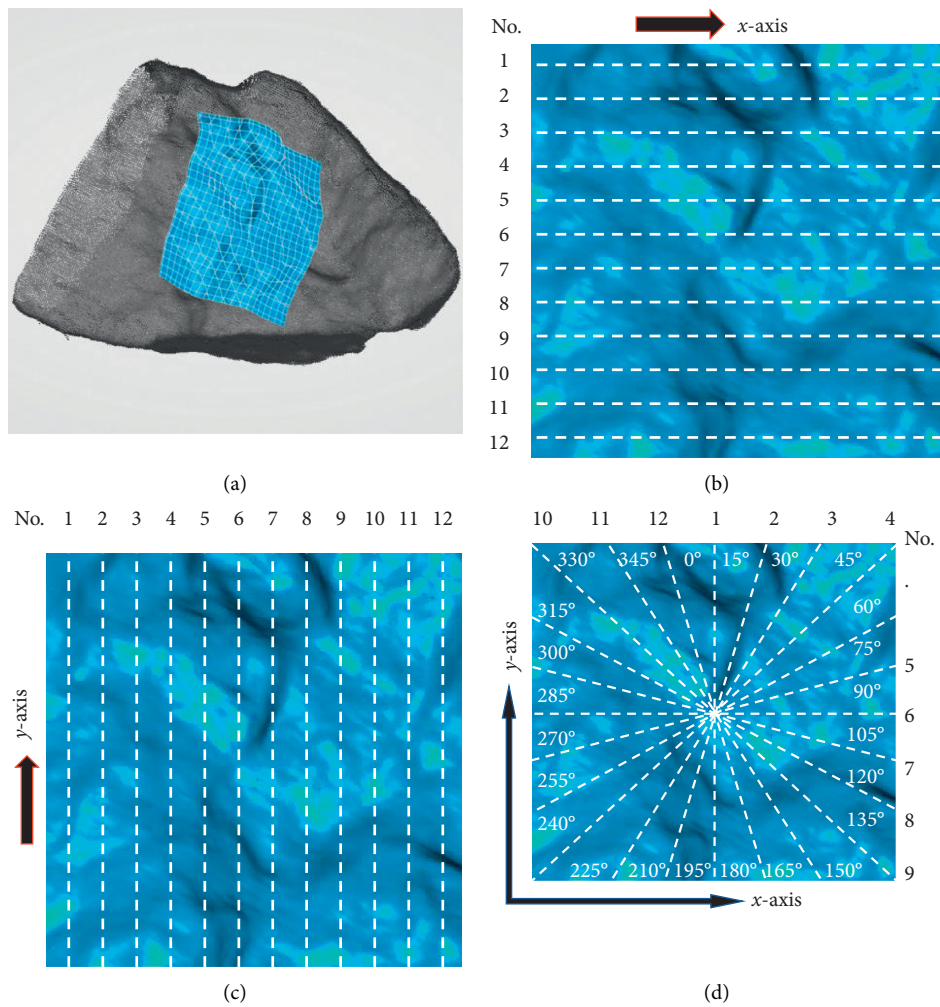 No.
x-axis
1
2
3
4
5
6
7
8
9
10
11
12
(a)
(b)
No. 1 2 3 4 5 6 7 8 9 10 11 12
y-axis
(c)
10 11 12 1 2 3 4
No.
.
5
6
7
8
9
330° 345° 0° 15° 30° 45°
315° 60°
300° 75°
285° 90°
270° 105°
255° 120°
240° 135°
225° 210° 195° 180° 165° 150°
y-axis
x-axis
(d)